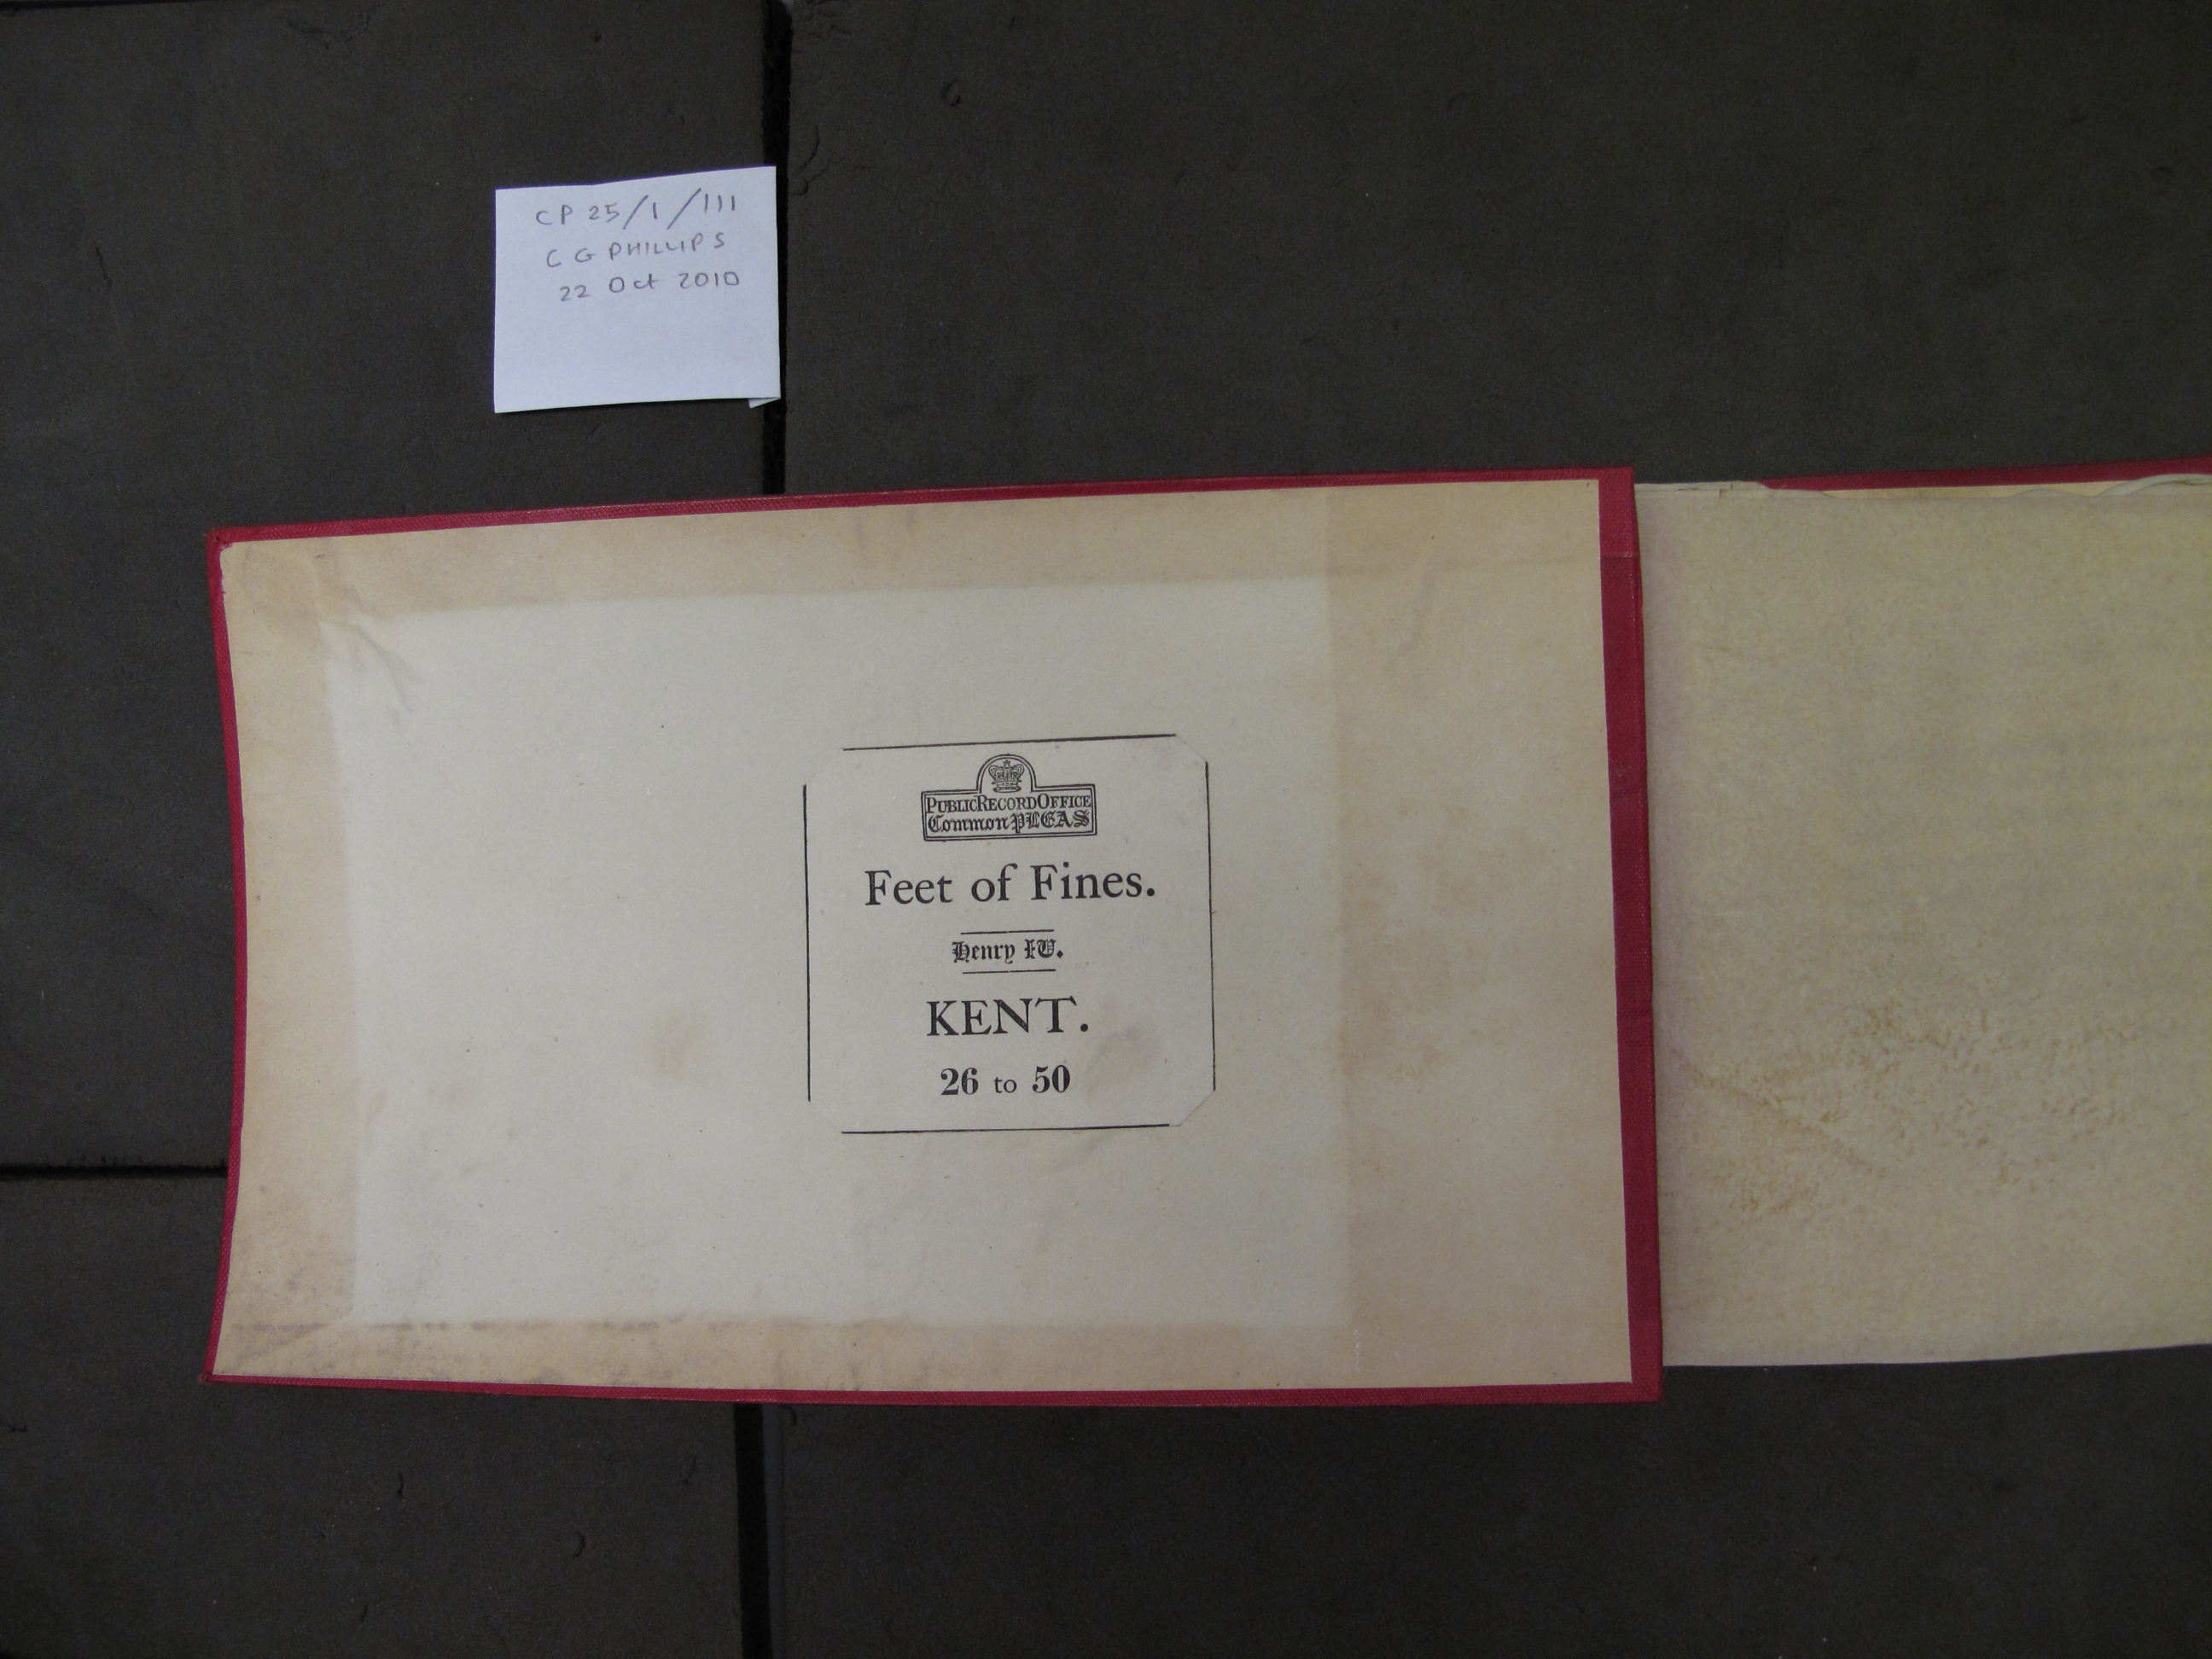 CP 25/1/111
C G PHILLIPS
22 Oct 2010
PUBLIC RECORD OFFICE
Common PLEAS
Feet of Fines.
Henry IV.
KENT.
26 to 50